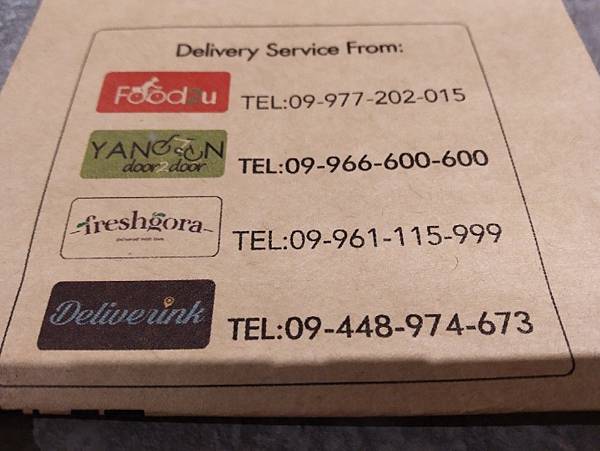 Delivery Service From:
Food2u TEL:09-977-202-015
YANGON door2door TEL:09-966-600-600
freshgora TEL:09-961-115-999
Deliverink TEL:09-448-974-673